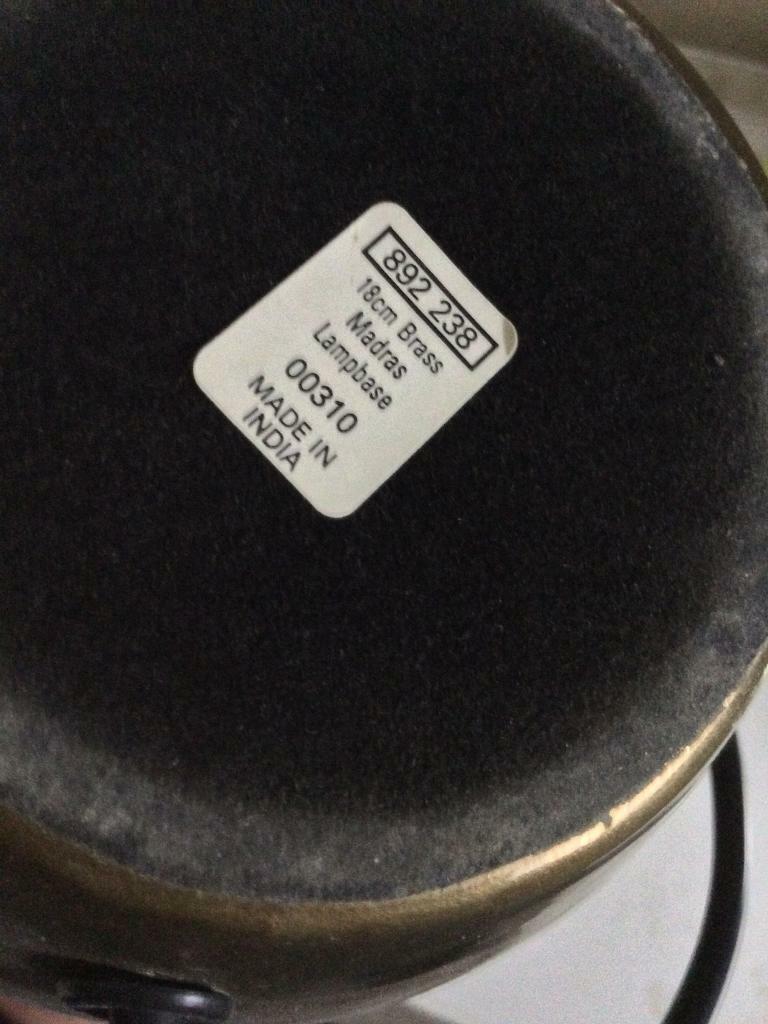 892 238
18cm Brass
Madras
Lampbase
00310
MADE IN
INDIA